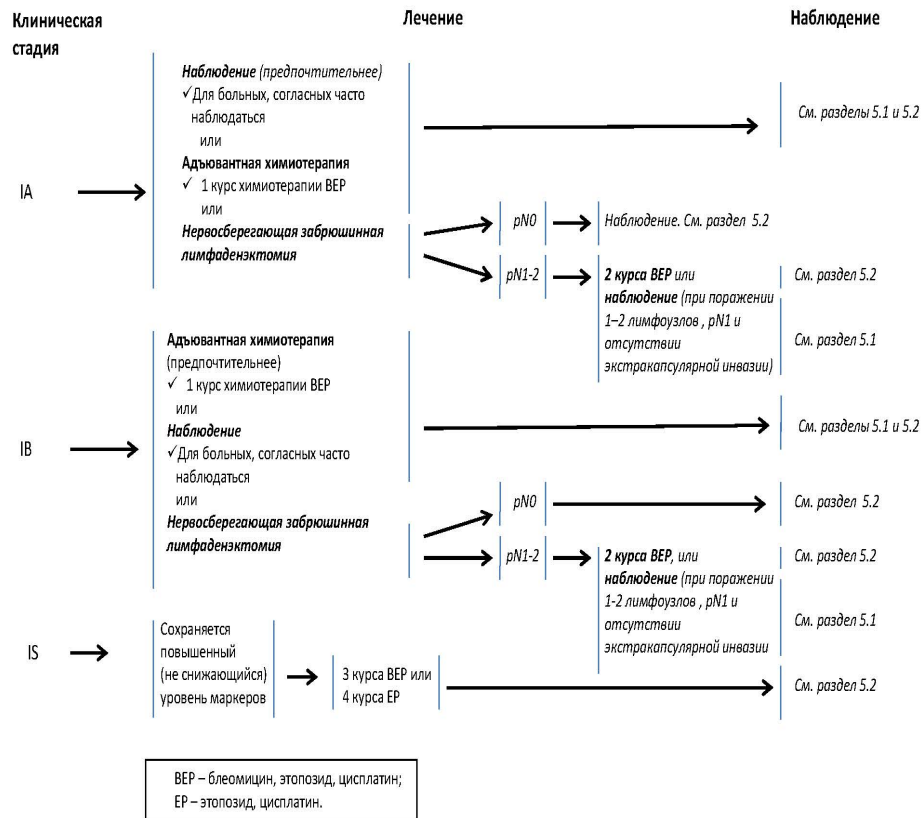 Клиническая
стадия
Лечение
Наблюдение
IA
Наблюдение (предпочтительнее)
✓Для больных, согласных часто
наблюдаться
или
Адъювантная химиотерапия
✓ 1 курс химиотерапии BEP
или
Нервосберегающая забрюшинная
лимфаденэктомия
См. разделы 5.1 и 5.2
pN0
Наблюдение. См. раздел 5.2
pN1-2
2 курса BEP или
наблюдение (при поражении
1–2 лимфоузлов , pN1 и
отсутствии
экстракапсулярной инвазии)
См. раздел 5.2
См. раздел 5.1
IB
Адъювантная химиотерапия
(предпочтительнее)
✓ 1 курс химиотерапии BEP
или
Наблюдение
✓Для больных, согласных часто
наблюдаться
или
Нервосберегающая забрюшинная
лимфаденэктомия
См. разделы 5.1 и 5.2
pN0
См. раздел 5.2
pN1-2
2 курса BEP, или
наблюдение (при поражении
1-2 лимфоузлов , pN1 и
отсутствии
экстракапсулярной инвазии
См. раздел 5.2
См. раздел 5.1
IS
Сохраняется
повышенный
(не снижающийся)
уровень маркеров
3 курса BEP или
4 курса EP
См. раздел 5.2
BEP – блеомицин, этопозид, цисплатин;
EP – этопозид, цисплатин.